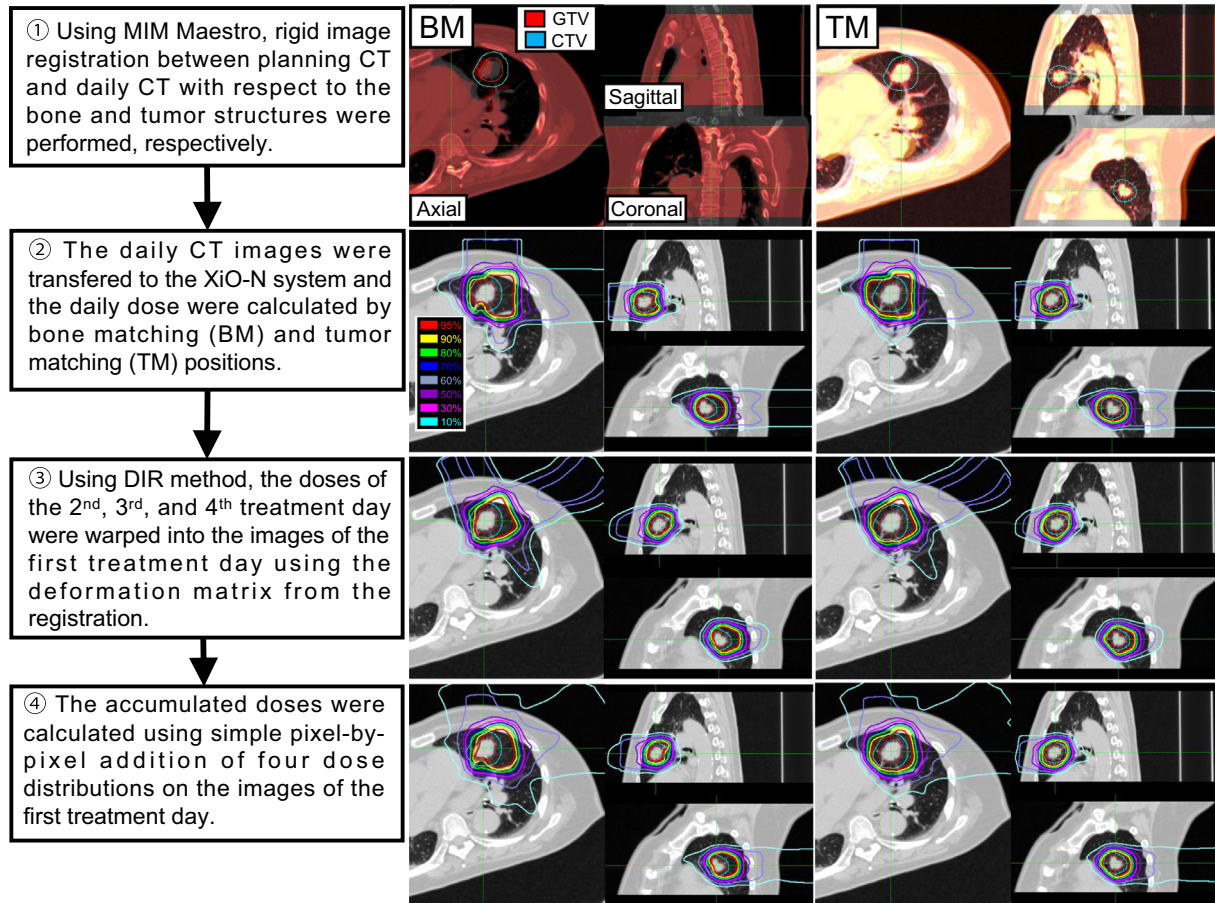 ① Using MIM Maestro, rigid image
registration between planning CT
and daily CT with respect to the
bone and tumor structures were
performed, respectively.
② The daily CT images were
transfered to the XiO-N system and
the daily dose were calculated by
bone matching (BM) and tumor
matching (TM) positions.
③ Using DIR method, the doses of
the 2nd, 3rd, and 4th treatment day
were warped into the images of the
first treatment day using the
deformation matrix from the
registration.
④ The accumulated doses were
calculated using simple pixel-by-
pixel addition of four dose
distributions on the images of the
first treatment day.
BM
GTV
CTV
Sagittal
Axial
Coronal
TM
95%
90%
80%
70%
60%
50%
30%
10%